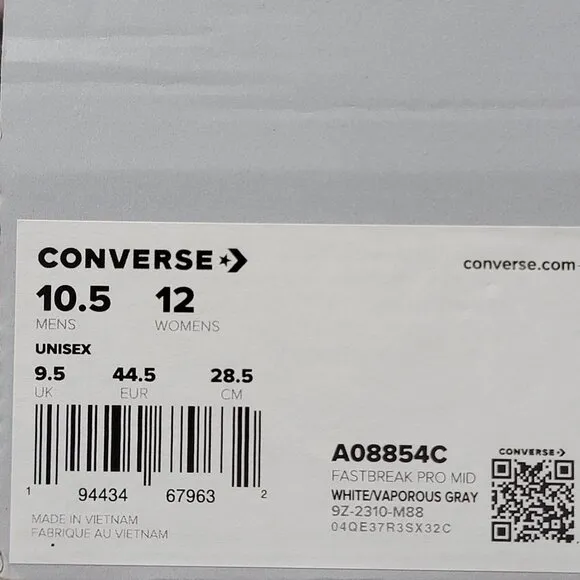 CONVERSE
converse.com
10.5 12
MENS WOMENS
UNISEX
9.5 44.5 28.5
UK EUR CM
1 94434 67963 2
MADE IN VIETNAM
FABRIQUE AU VIETNAM
A08854C
FASTBREAK PRO MID
WHITE/VAPOROUS GRAY
9Z-2310-M88
04QE37R3SX32C
CONVERSE